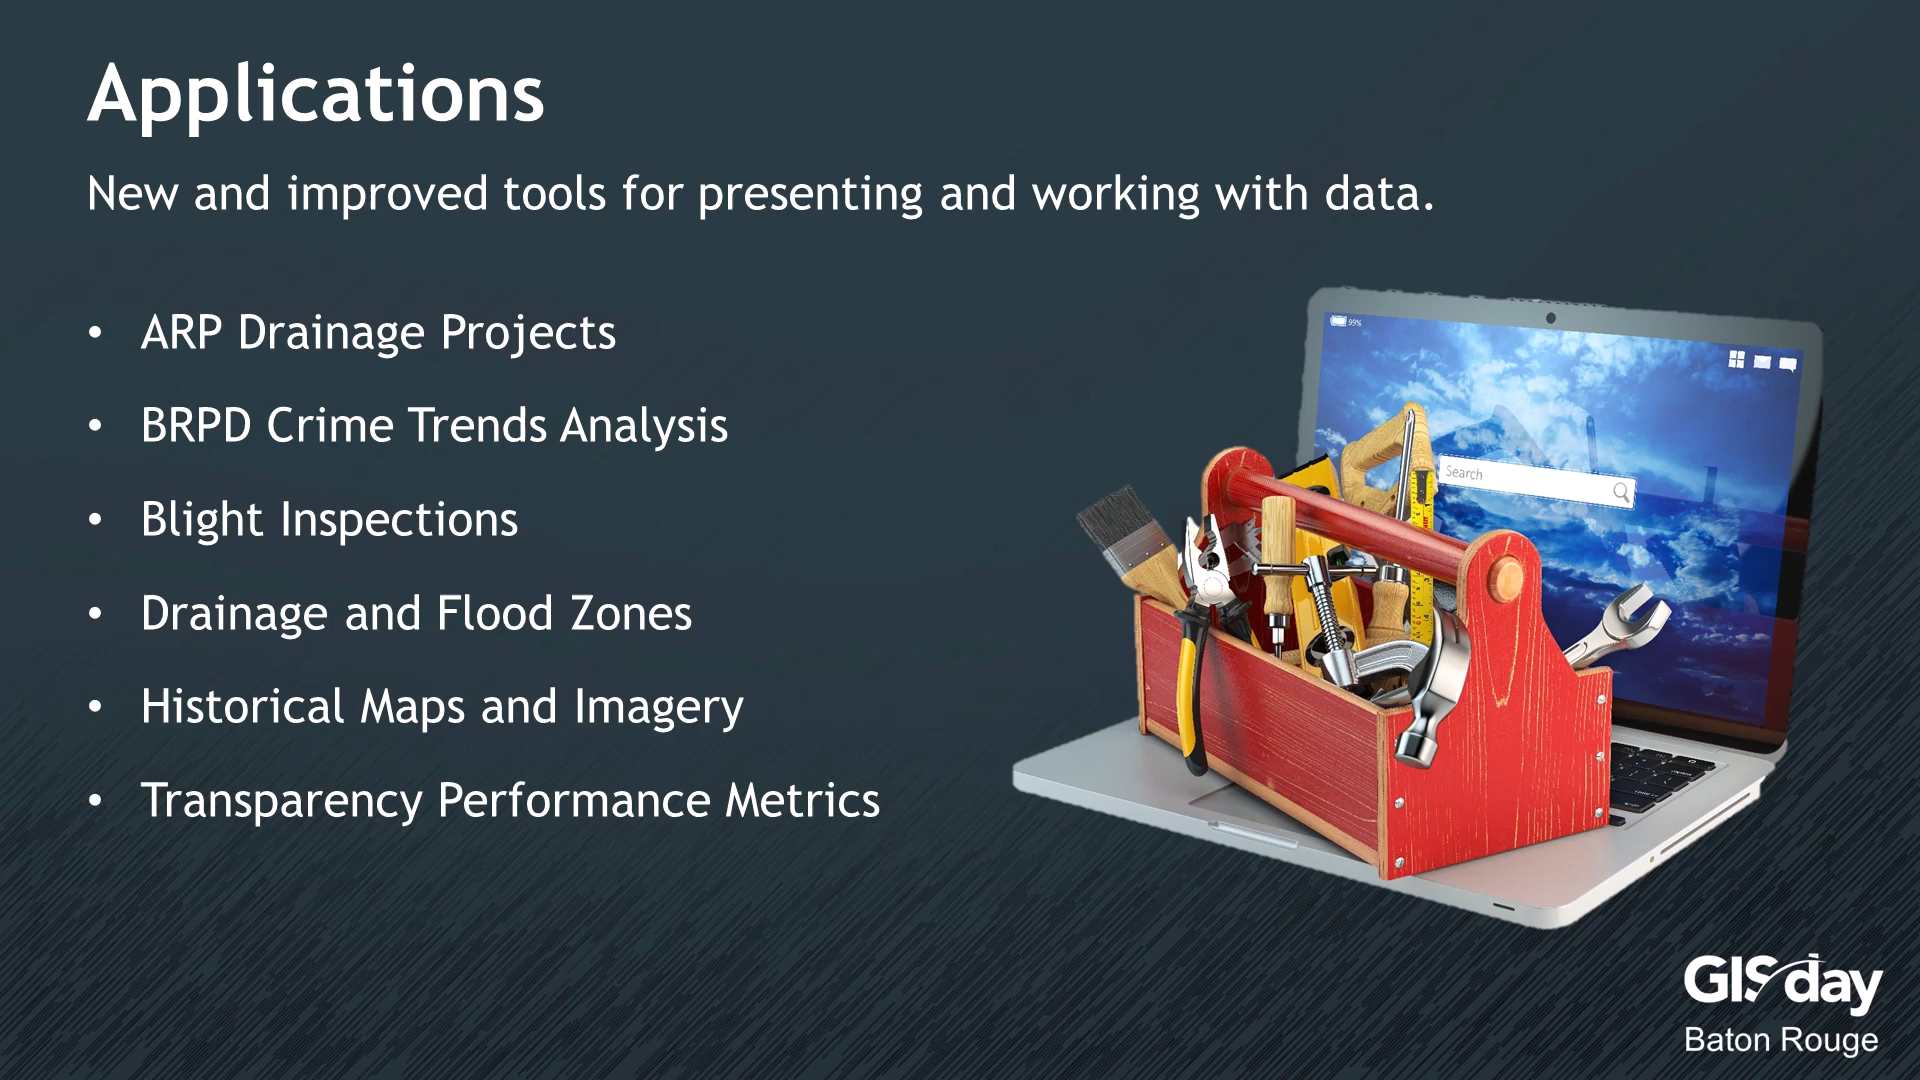 Applications
New and improved tools for presenting and working with data.
• ARP Drainage Projects
• BRPD Crime Trends Analysis
• Blight Inspections
• Drainage and Flood Zones
• Historical Maps and Imagery
• Transparency Performance Metrics
99%
Search
GISday
Baton Rouge